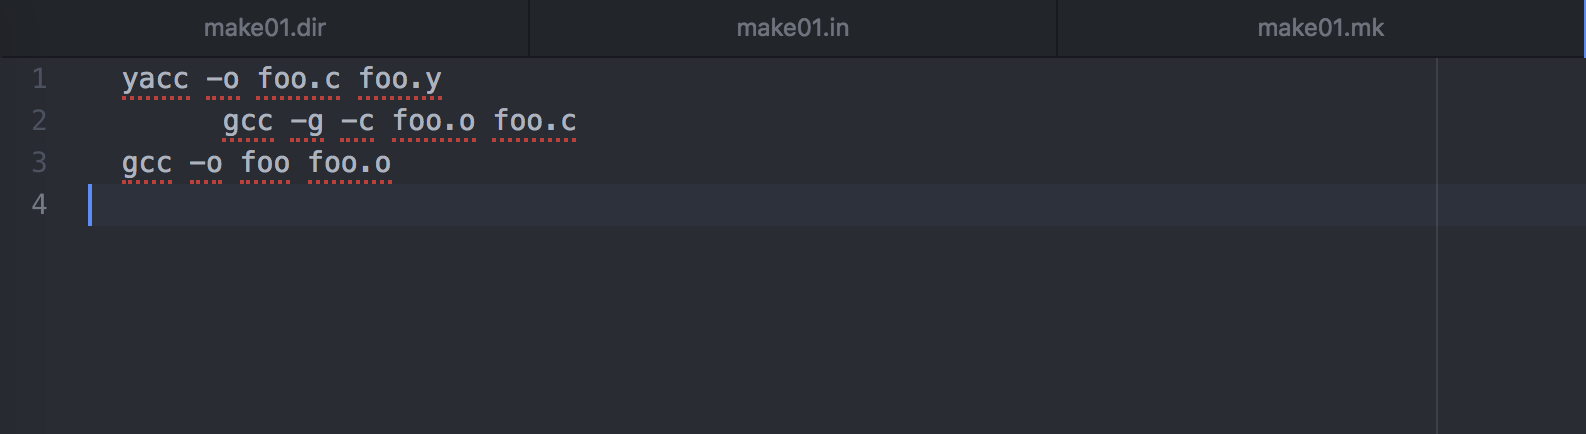 make01.dir make01.in make01.mk
1 yacc -o foo.c foo.y
2 gcc -g -c foo.o foo.c
3 gcc -o foo foo.o
4